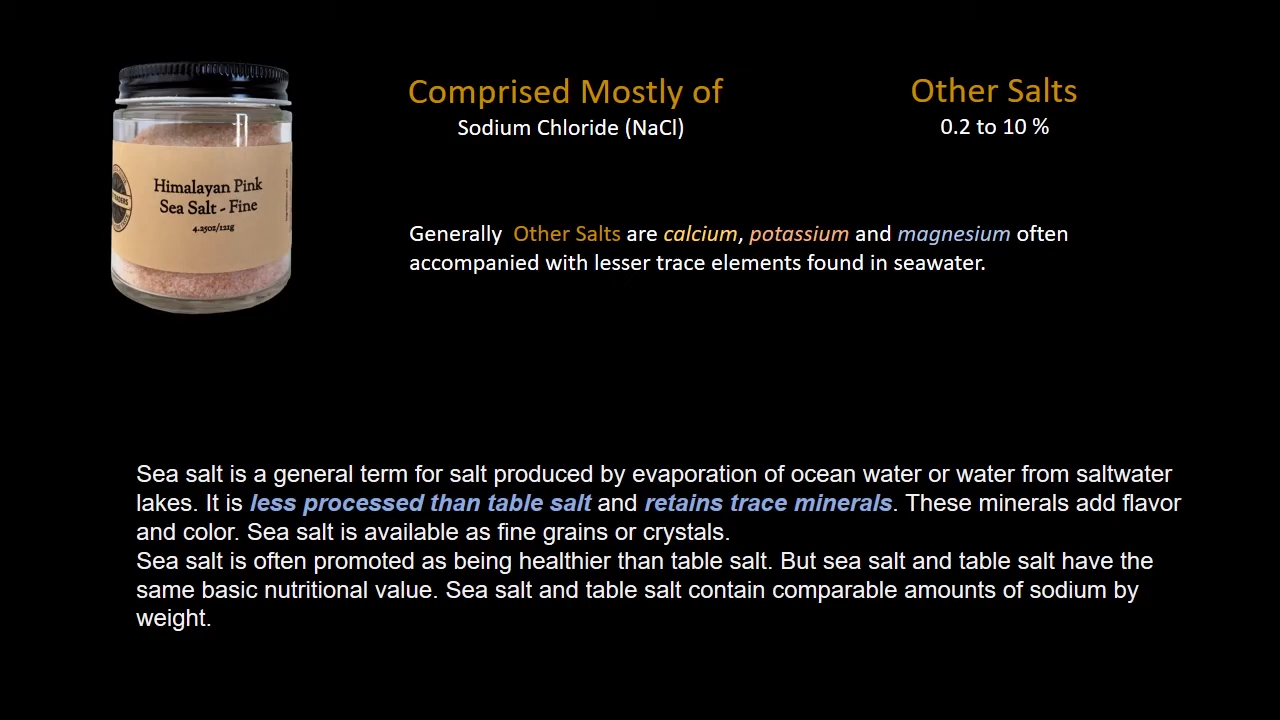 Comprised Mostly of
Sodium Chloride (NaCl)
Other Salts
0.2 to 10 %
Himalayan Pink
Sea Salt - Fine
4.25oz/121g
TRADERS
Generally Other Salts are calcium, potassium and magnesium often
accompanied with lesser trace elements found in seawater.
Sea salt is a general term for salt produced by evaporation of ocean water or water from saltwater
lakes. It is less processed than table salt and retains trace minerals. These minerals add flavor
and color. Sea salt is available as fine grains or crystals.
Sea salt is often promoted as being healthier than table salt. But sea salt and table salt have the
same basic nutritional value. Sea salt and table salt contain comparable amounts of sodium by
weight.